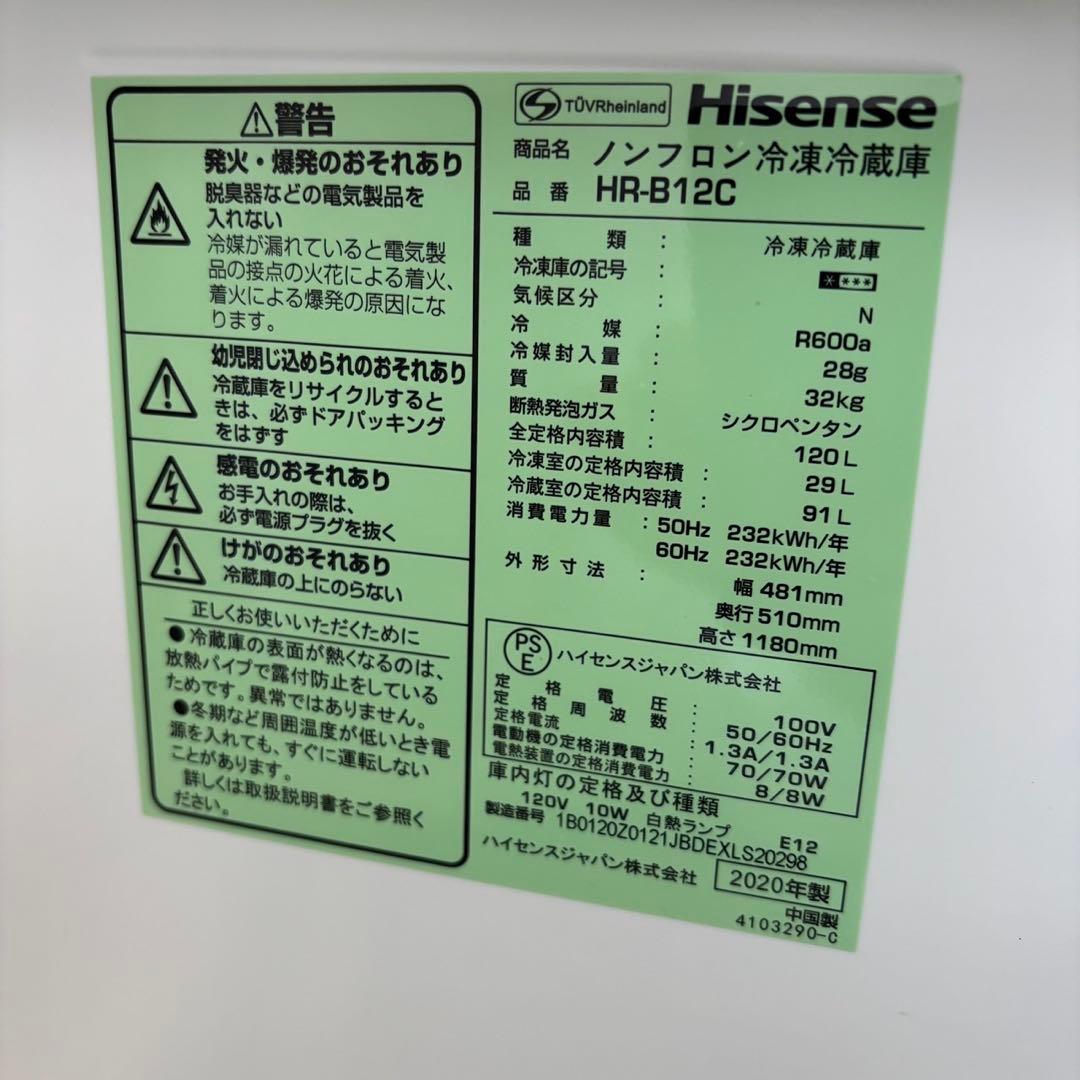 ⚠警告
発火・爆発のおそれあり
脱臭器などの電気製品を
入れない
冷媒が漏れていると電気製
品の接点の火花による着火、
着火による爆発の原因にな
ります。
幼児閉じ込められのおそれあり
冷蔵庫をリサイクルすると
きは、必ずドアパッキング
をはずす
感電のおそれあり
お手入れの際は、
必ず電源プラグを抜く
けがのおそれあり
冷蔵庫の上にのらない
正しくお使いいただくために
●冷蔵庫の表面が熱くなるのは、
放熱パイプで露付防止をしている
ためです。異常ではありません。
●冬期など周囲温度が低いとき電
源を入れても、すぐに運転しない
ことがあります。
詳しくは取扱説明書をご参照く
ださい。
TÜVRheinland Hisense
商品名 ノンフロン冷凍冷蔵庫
品番 HR-B12C
種類： 冷凍冷蔵庫
冷凍庫の記号： ****
気候区分： N
冷媒： R600a
冷媒封入量： 28g
質量： 32kg
断熱発泡ガス： シクロペンタン
全定格内容積： 120L
冷凍室の定格内容積： 29L
冷蔵室の定格内容積： 91L
消費電力量：50Hz 232kWh/年
60Hz 232kWh/年
外形寸法： 幅481mm
奥行510mm
高さ1180mm
PSE ハイセンスジャパン株式会社
定格電圧： 100V
定格周波数： 50/60Hz
定格電流： 1.3A/1.3A
電動機の定格消費電力： 70/70W
電熱装置の定格消費電力： 8/8W
庫内灯の定格及び種類
120V 10W 白熱ランプ E12
製造番号 1B0120Z0121JBDEXLS20298
ハイセンスジャパン株式会社 2020年製
中国製
4103290-C